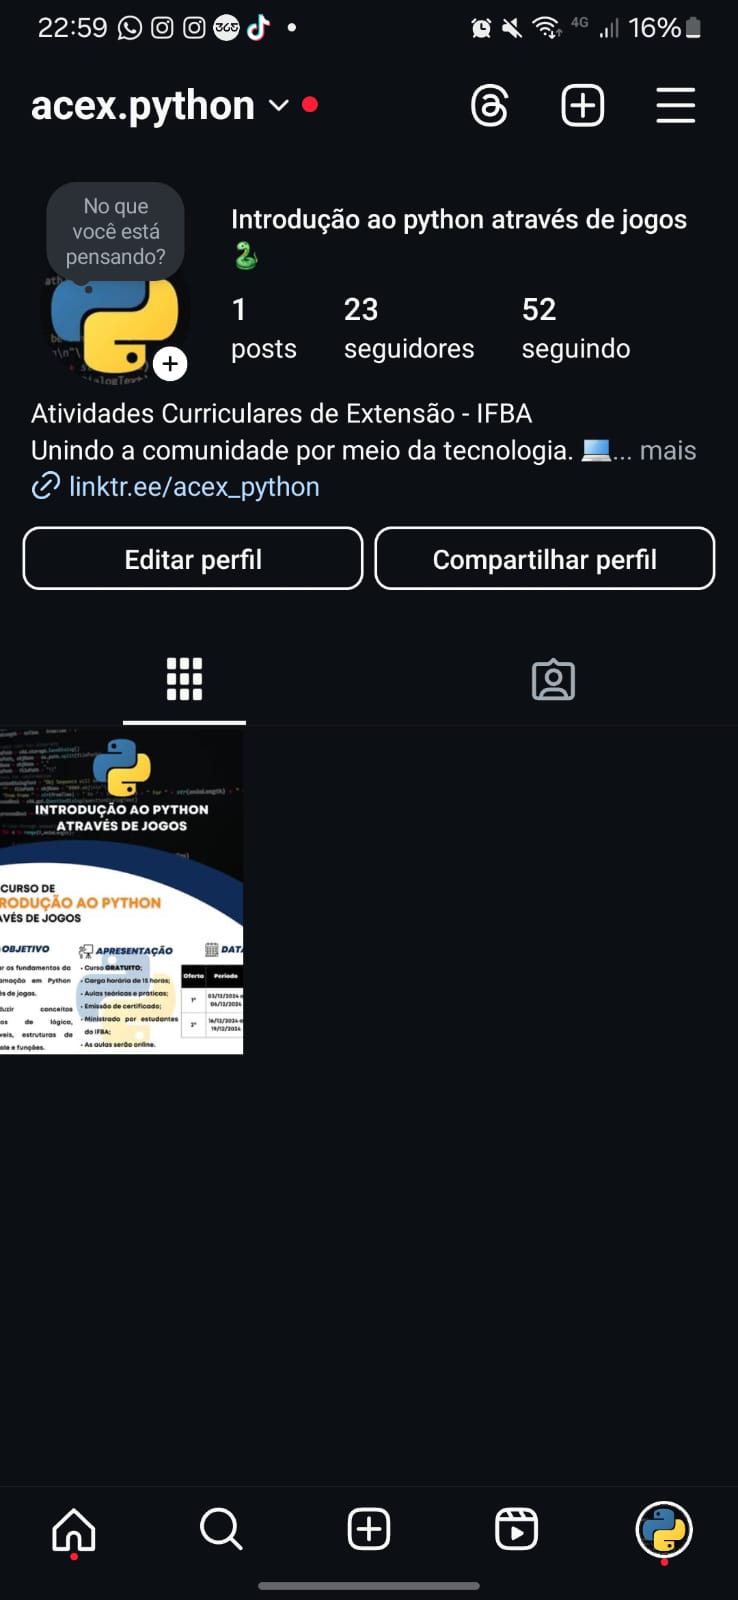 22:59
4G
16%
acex.python
No que
você está
pensando?
Introdução ao python através de jogos
🐍
1
posts
23
seguidores
52
seguindo
Atividades Curriculares de Extensão - IFBA
Unindo a comunidade por meio da tecnologia. 💻... mais
linktr.ee/acex_python
Editar perfil
Compartilhar perfil
INTRODUÇÃO AO PYTHON
ATRAVÉS DE JOGOS
CURSO DE
RODUÇÃO AO PYTHON
AVÉS DE JOGOS
OBJETIVO
r os fundamentos da
amação em Python
és de jogos.
duzir conceitos
os de lógica,
veis, estruturas de
ole e funções.
APRESENTAÇÃO
- Curso GRATUITO;
- Carga horária de 15 horas;
- Aulas teóricas e práticas;
- Emissão de certificado;
- Ministrado por estudantes
do IFBA;
- As aulas serão online.
DATA
Oferta Período
1ª 03/12/2024 a
06/12/2024
2ª 16/12/2024 a
19/12/2024